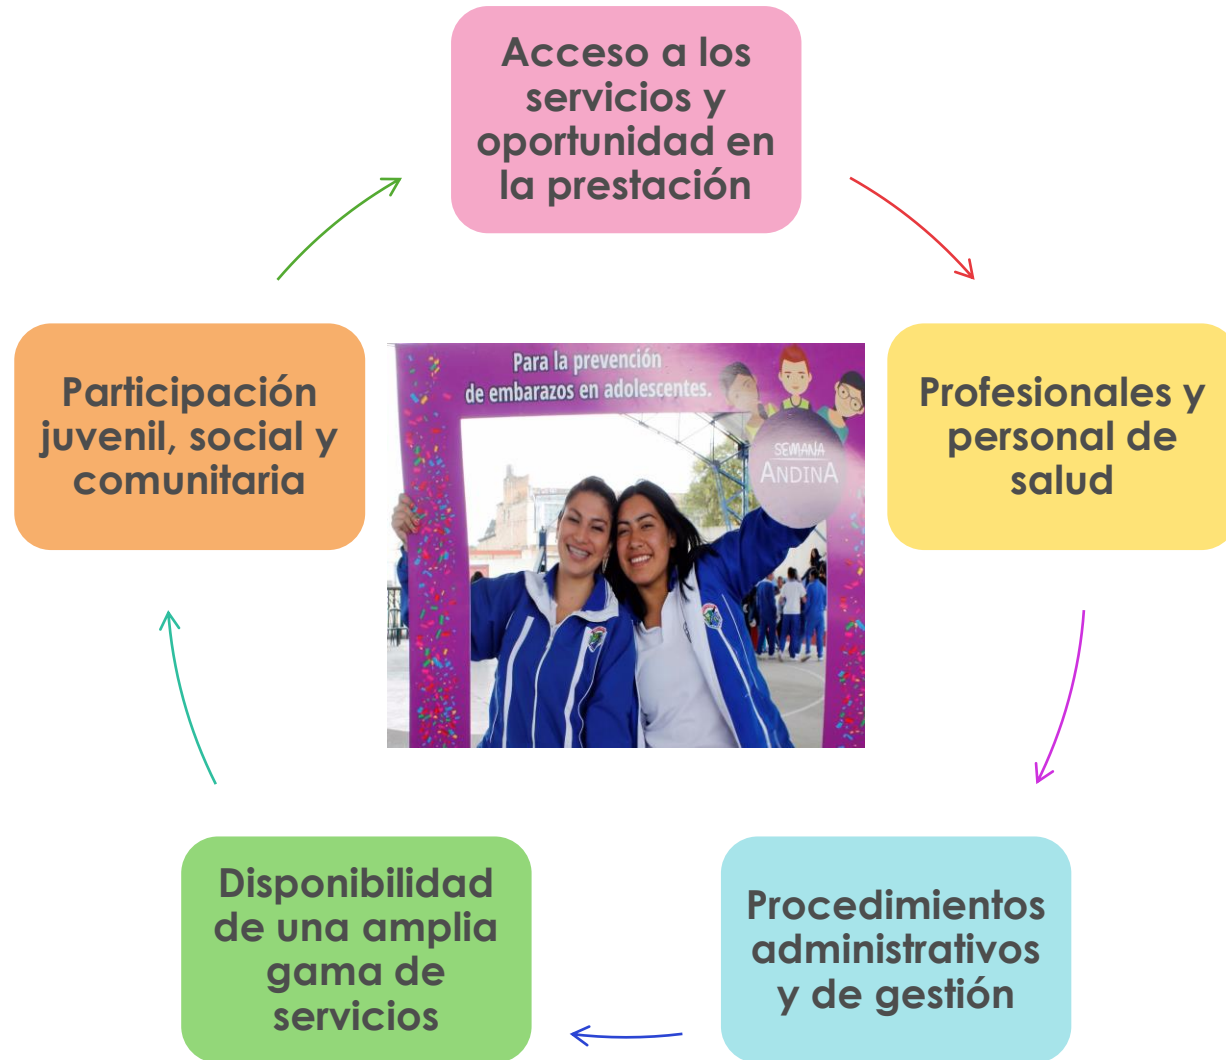 Acceso a los
servicios y
oportunidad en
la prestación
Participación
juvenil, social y
comunitaria
Para la prevención
de embarazos en adolescentes.
SEMANA
ANDINA
Profesionales y
personal de
salud
Disponibilidad
de una amplia
gama de
servicios
Procedimientos
administrativos
y de gestión